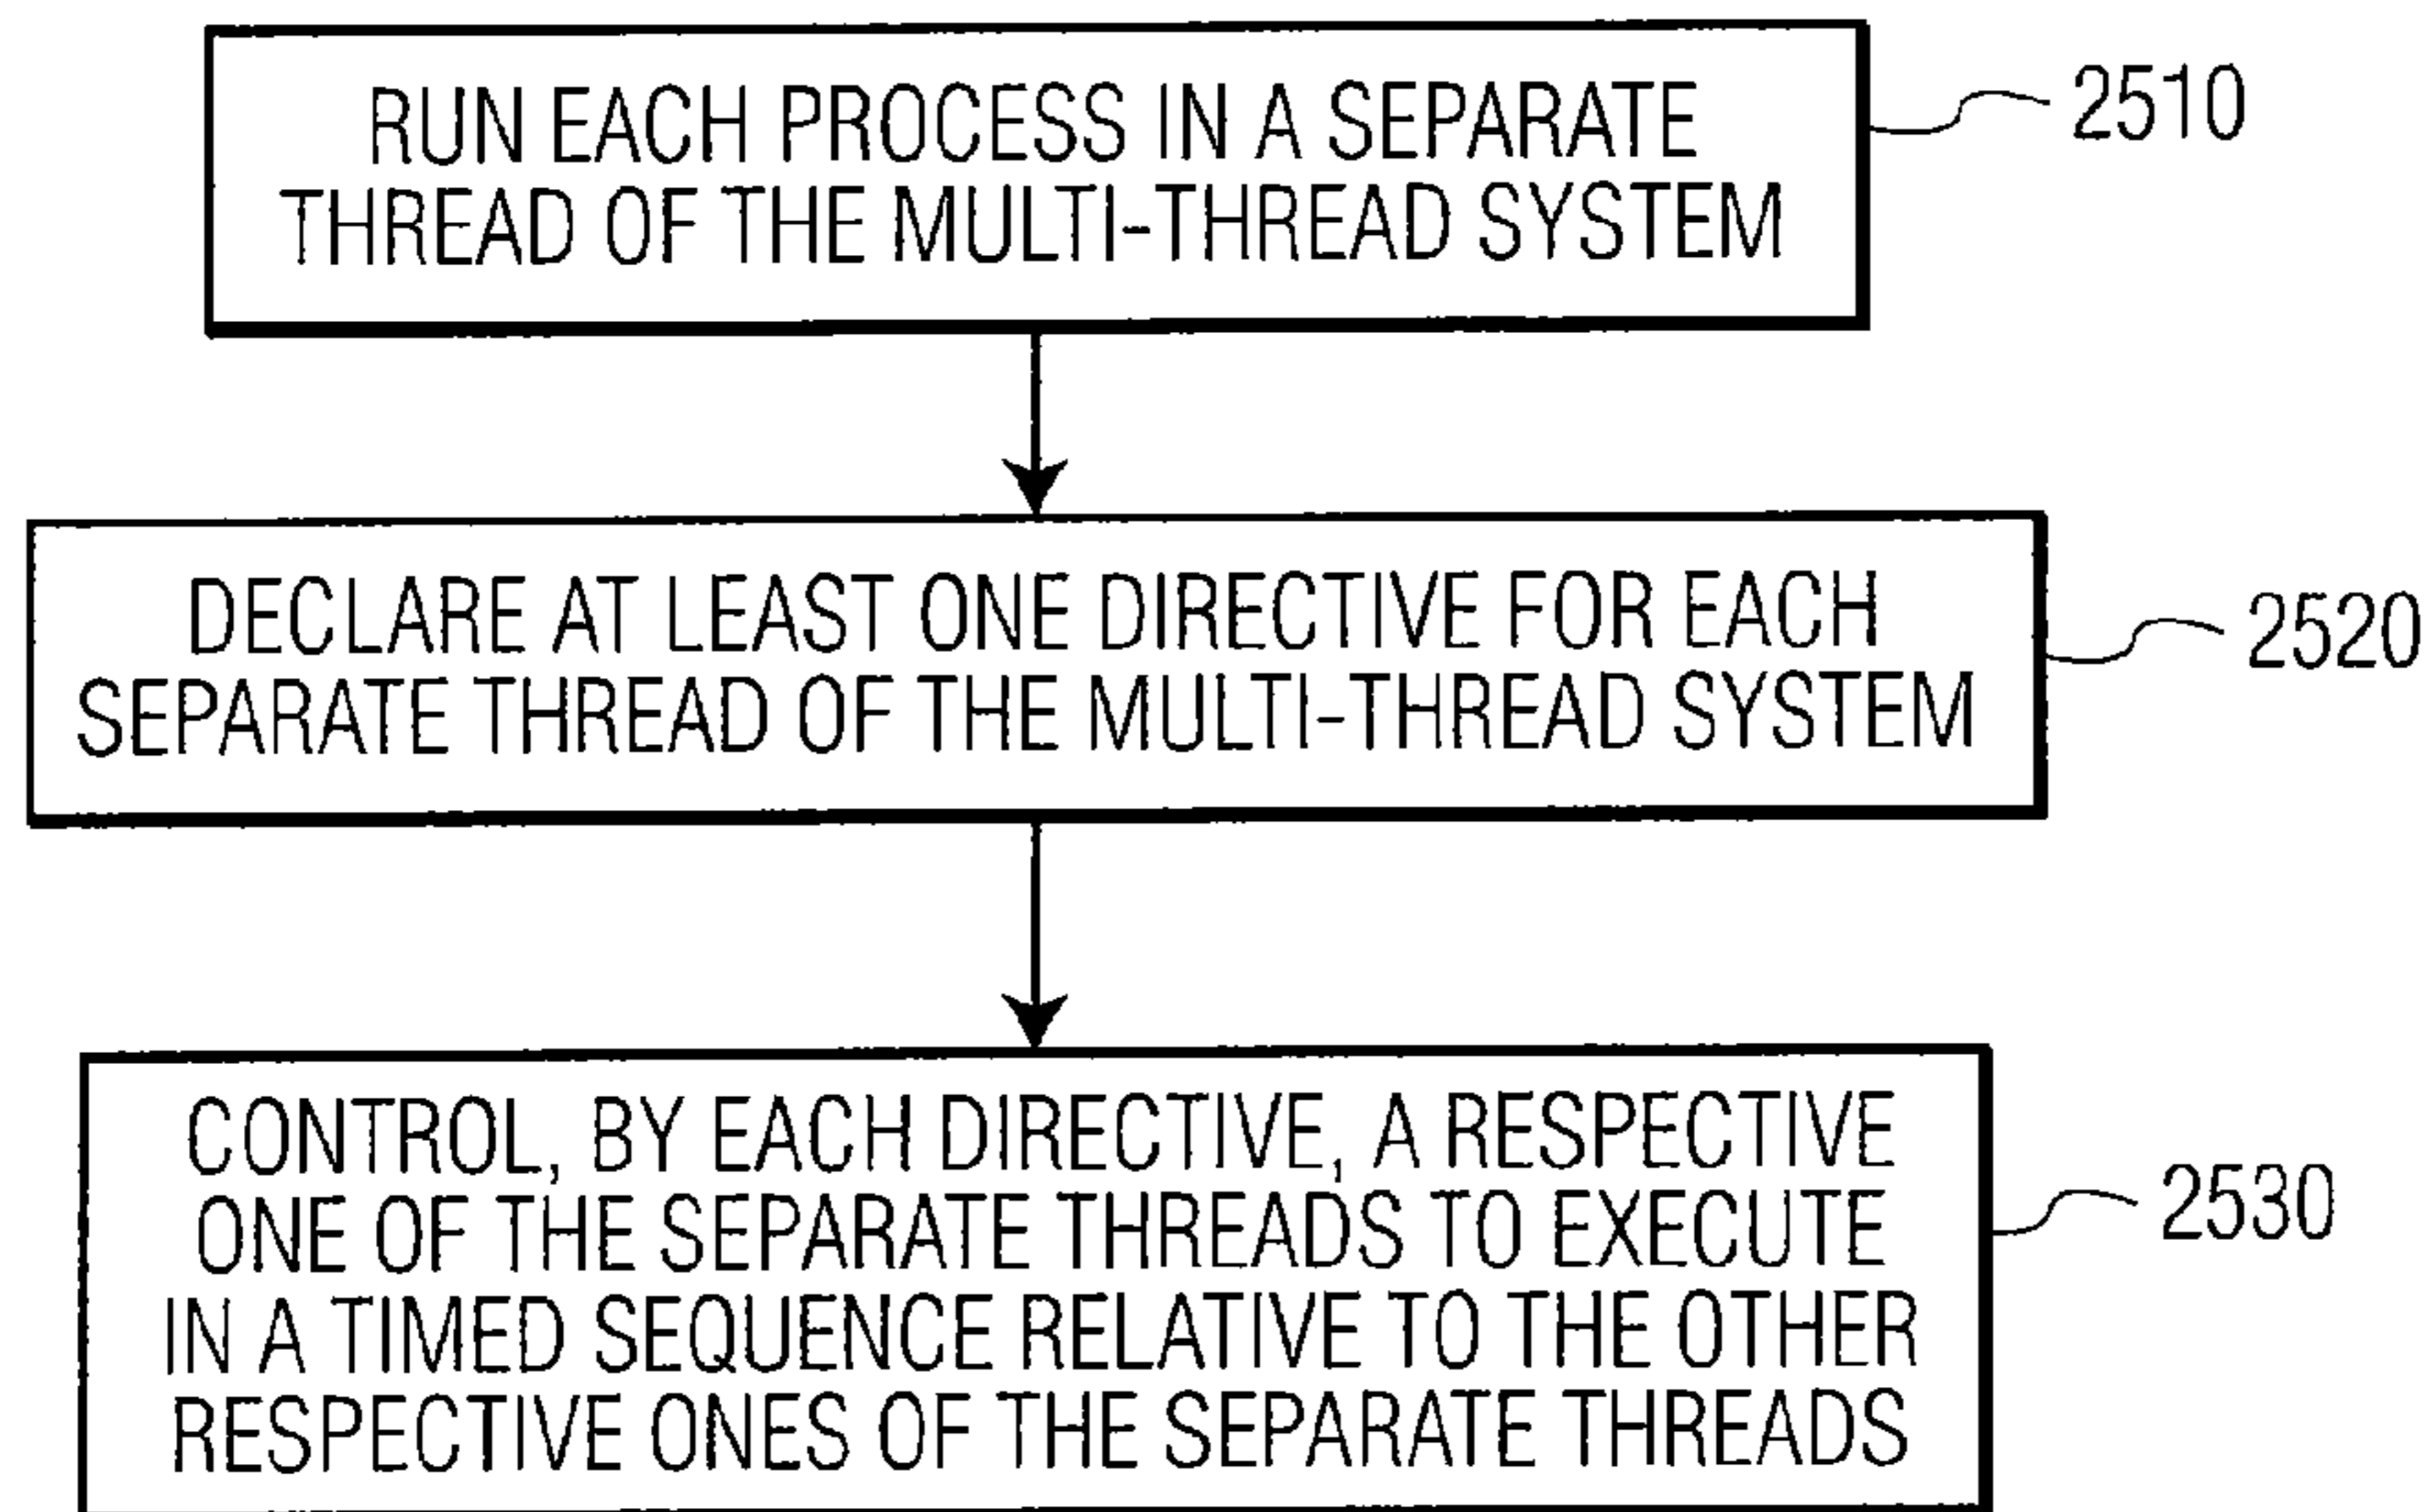 RUN EACH PROCESS IN A SEPARATE
THREAD OF THE MULTI-THREAD SYSTEM
2510
DECLARE AT LEAST ONE DIRECTIVE FOR EACH
SEPARATE THREAD OF THE MULTI-THREAD SYSTEM
2520
CONTROL, BY EACH DIRECTIVE, A RESPECTIVE
ONE OF THE SEPARATE THREADS TO EXECUTE
IN A TIMED SEQUENCE RELATIVE TO THE OTHER
RESPECTIVE ONES OF THE SEPARATE THREADS
2530